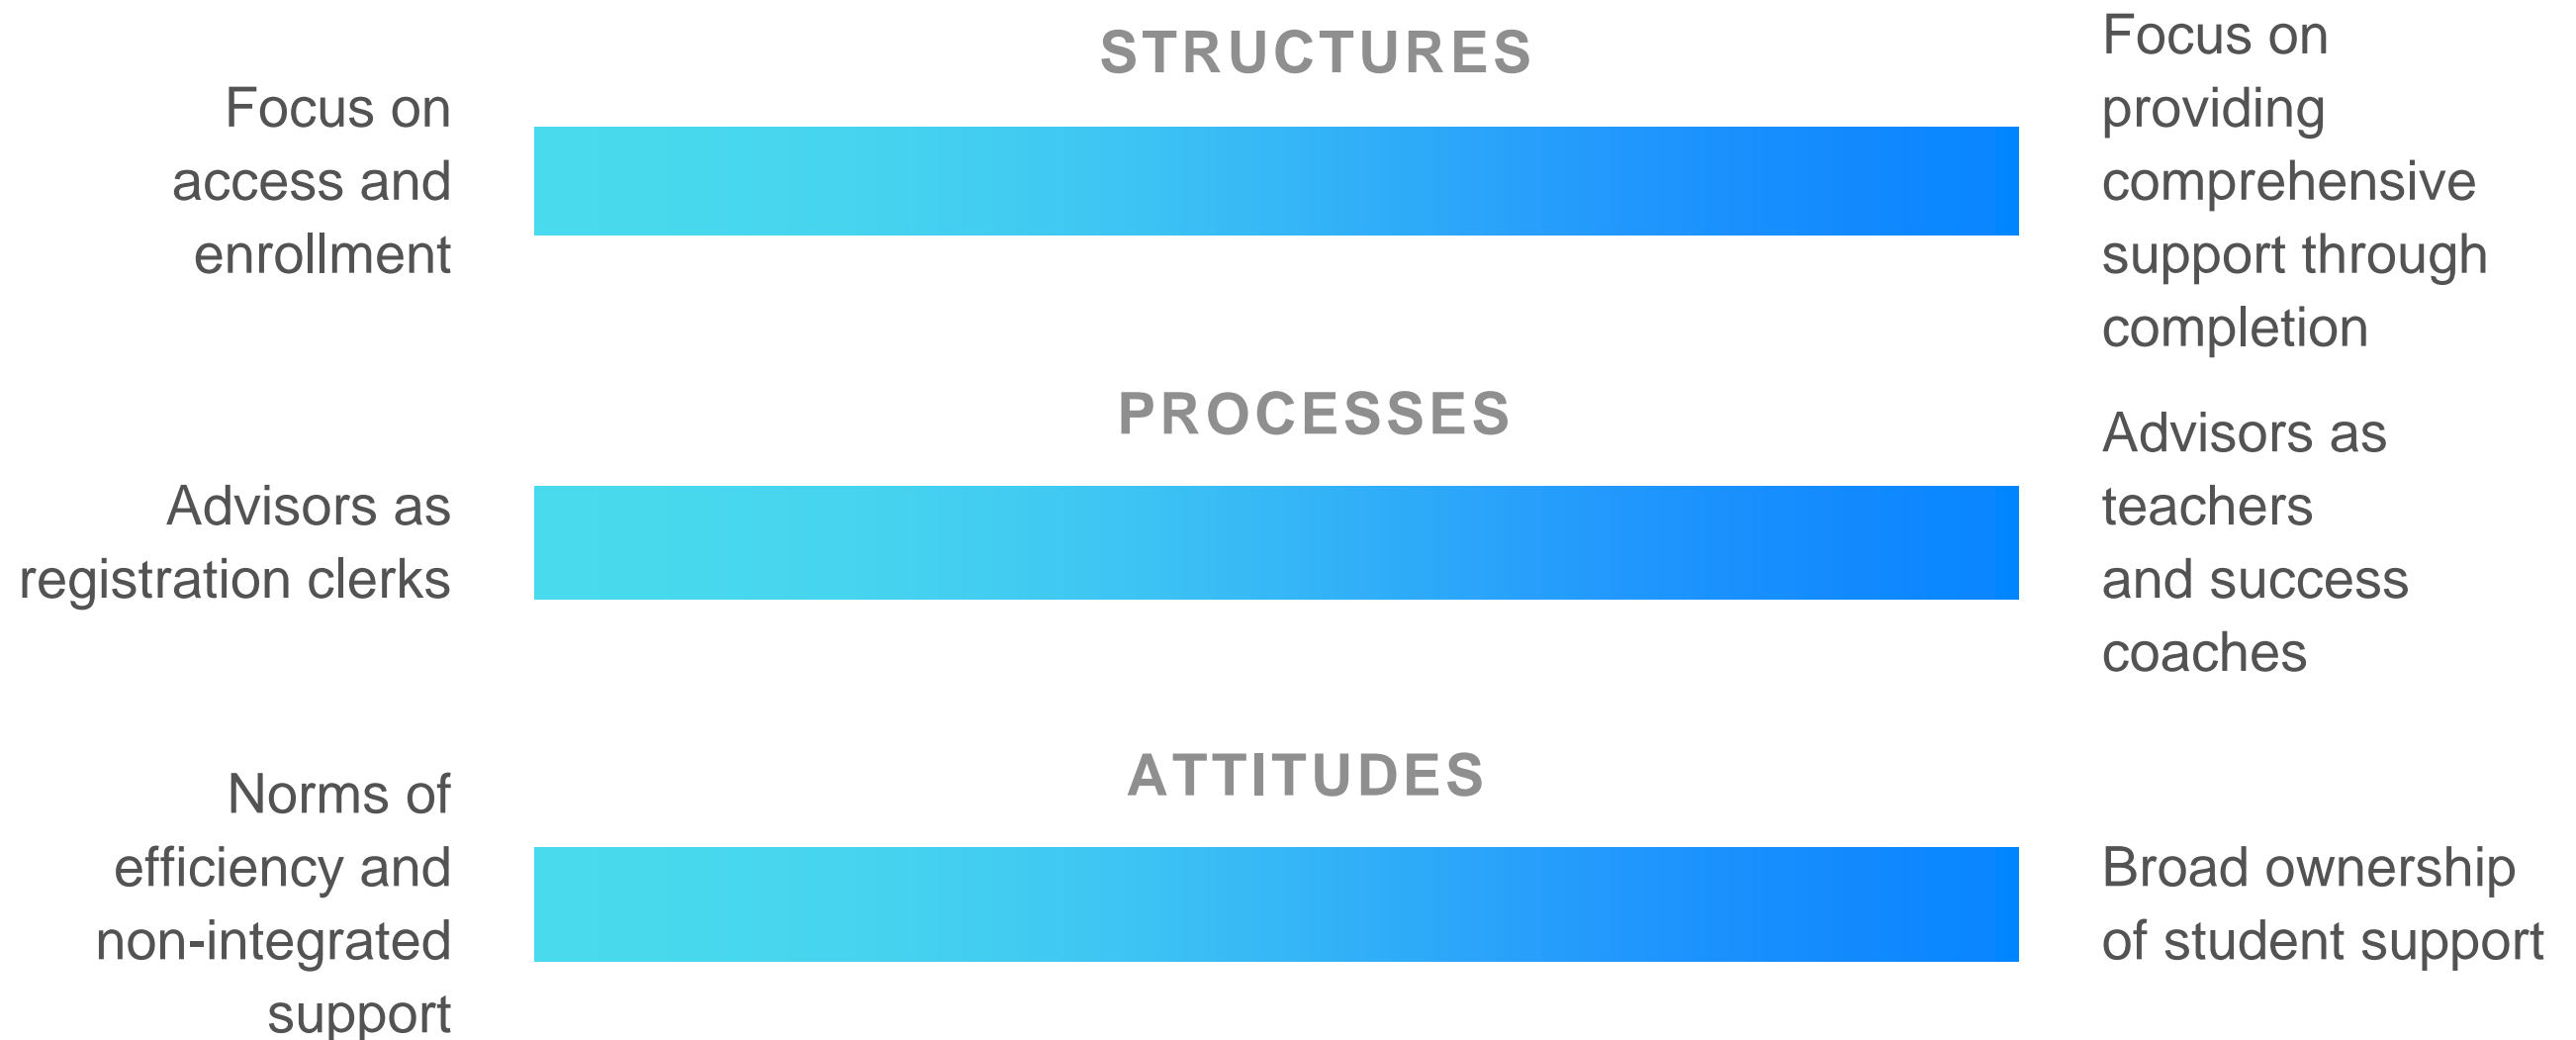 STRUCTURES
Focus on
access and
enrollment
Focus on
providing
comprehensive
support through
completion
PROCESSES
Advisors as
registration clerks
Advisors as
teachers
and success
coaches
ATTITUDES
Norms of
efficiency and
non-integrated
support
Broad ownership
of student support